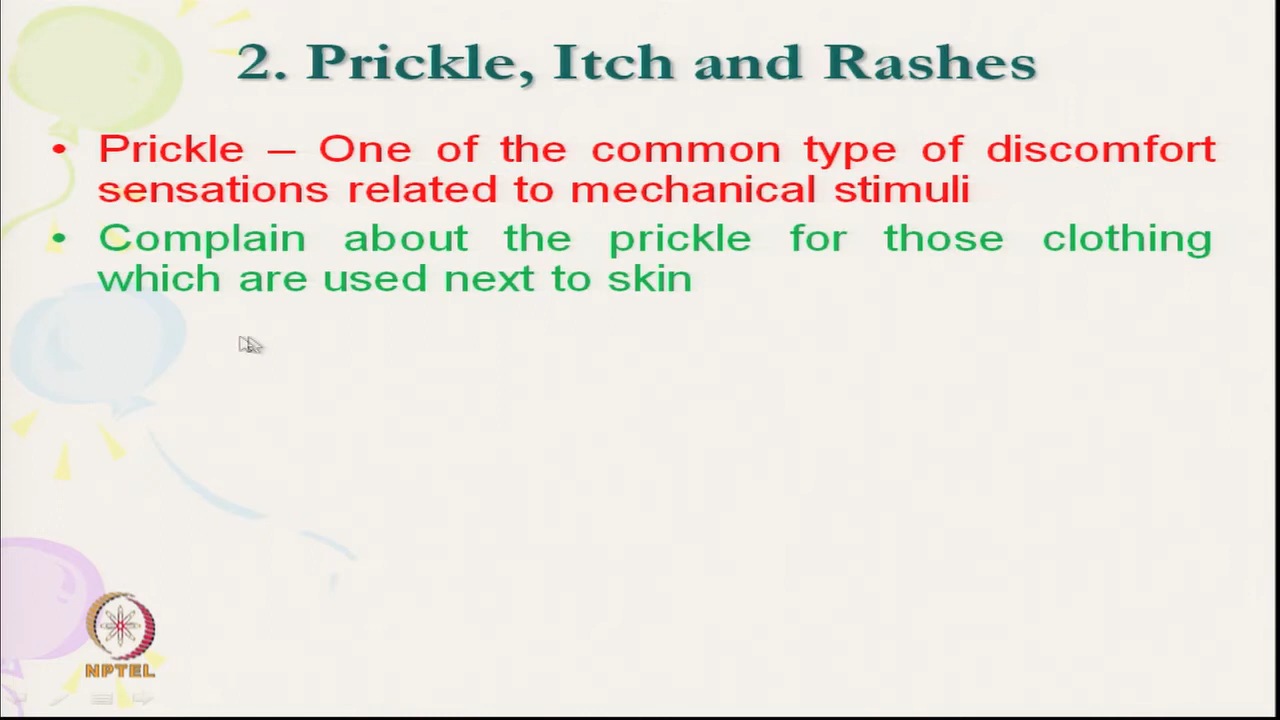 2. Prickle, Itch and Rashes
• Prickle – One of the common type of discomfort
sensations related to mechanical stimuli
• Complain about the prickle for those clothing
which are used next to skin
NPTEL